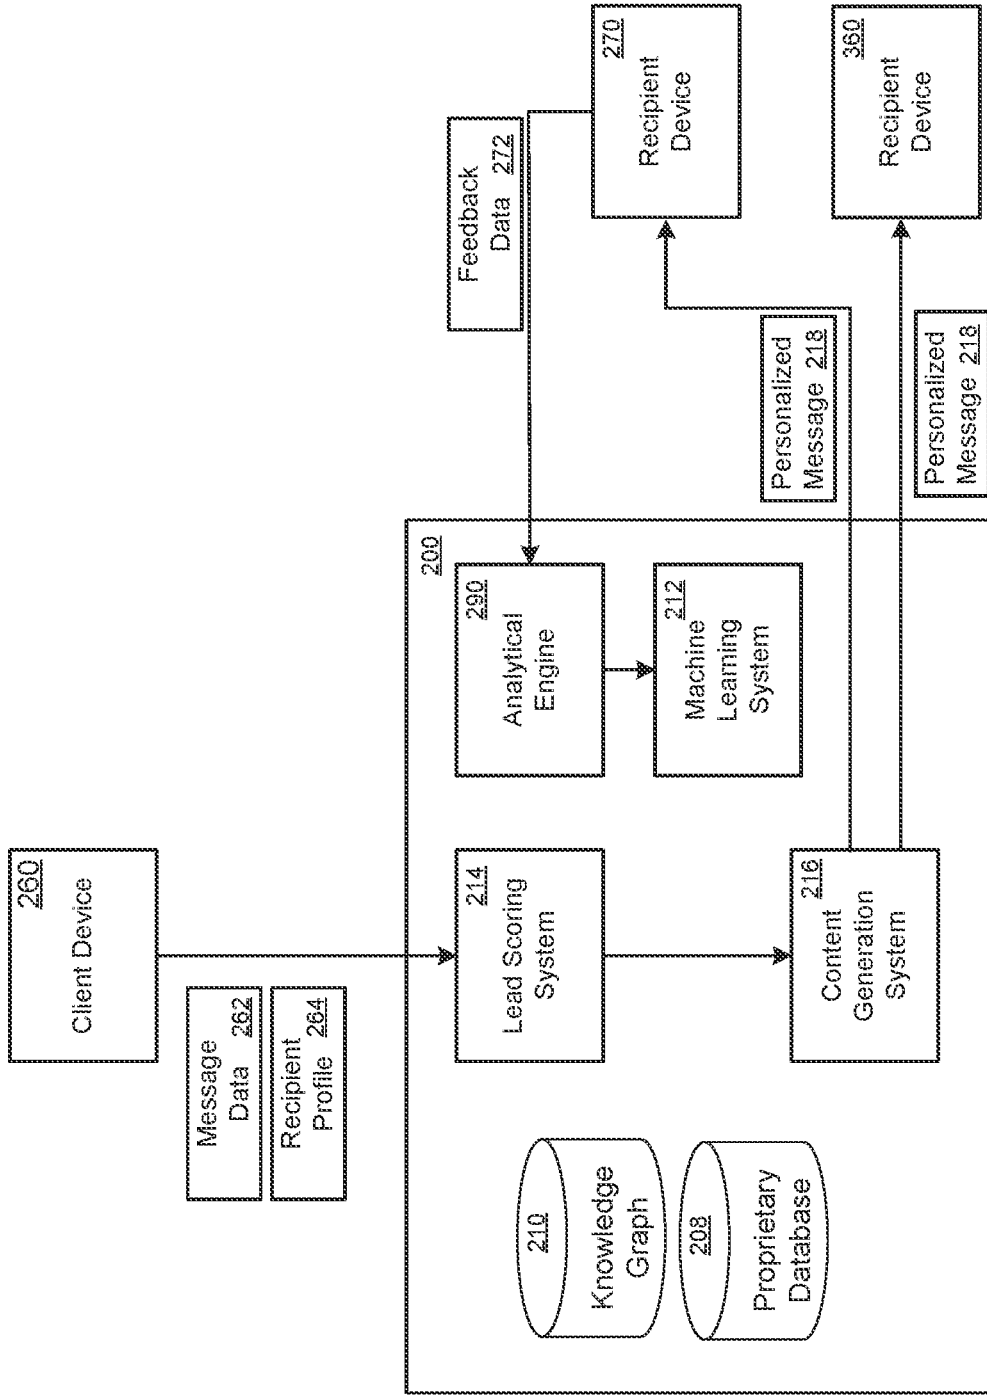 260
Client Device
Message
Data 262
Recipient
Profile 264
200
210
Knowledge
Graph
208
Proprietary
Database
214
Lead Scoring
System
216
Content
Generation
System
290
Analytical
Engine
212
Machine
Learning
System
Feedback
Data 272
Personalized
Message 218
Personalized
Message 218
270
Recipient
Device
360
Recipient
Device